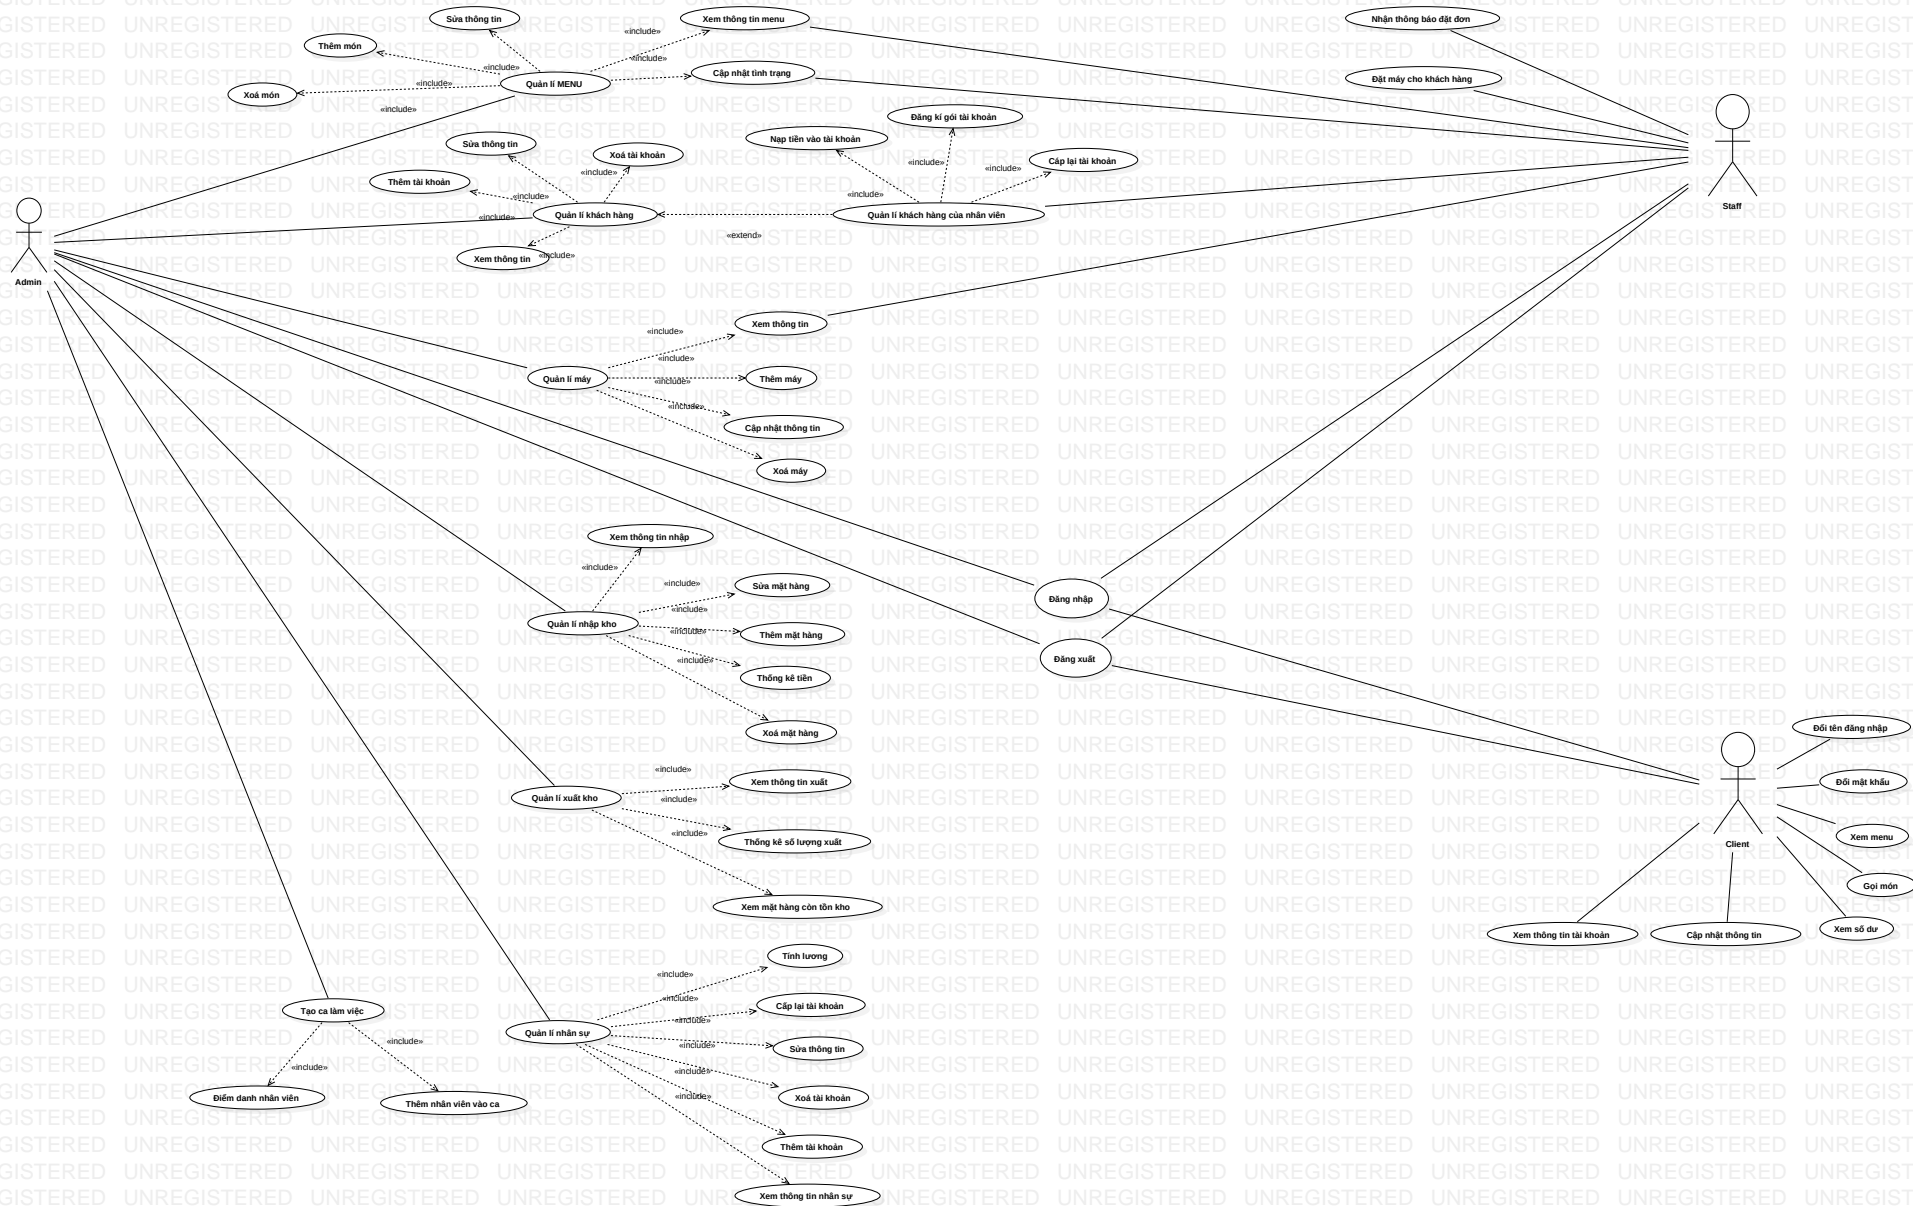 Sửa thông tin
Xem thông tin menu
Nhận thông báo đặt đơn
«include»
Thêm món
«include»
Cập nhật tình trạng
«include»
Đặt máy cho khách hàng
Quản lí MENU
«include»
Xoá món
«include»
Đăng kí gói tài khoản
Nạp tiền vào tài khoản
Sửa thông tin
Xoá tài khoản
«include»
Cáp lại tài khoản
«include»
«include»
Thêm tài khoản
«include»
«include»
Staff
Quản lí khách hàng
«include»
Quản lí khách hàng của nhân viên
«extend»
Xem thông tin
«include»
Admin
Xem thông tin
«include»
«include»
Quản lí máy
Thêm máy
«include»
«include»
Cập nhật thông tin
Xoá máy
Xem thông tin nhập
«include»
«include»
Sửa mặt hàng
Đăng nhập
«include»
Quản lí nhập kho
«include»
Thêm mặt hàng
Đăng xuất
«include»
Thống kê tiền
Xoá mặt hàng
Đổi tên đăng nhập
«include»
Xem thông tin xuất
Đổi mật khẩu
Quản lí xuất kho
«include»
«include»
Thống kê số lượng xuất
Xem menu
Client
Gọi món
Xem mặt hàng còn tồn kho
Xem thông tin tài khoản
Cập nhật thông tin
Xem số dư
Tính lương
«include»
«include»
Cấp lại tài khoản
Tạo ca làm việc
«include»
Quản lí nhân sự
«include»
«include»
Sửa thông tin
«include»
«include»
Điểm danh nhân viên
Thêm nhân viên vào ca
«include»
Xoá tài khoản
Thêm tài khoản
Xem thông tin nhân sự
UNREGISTERED